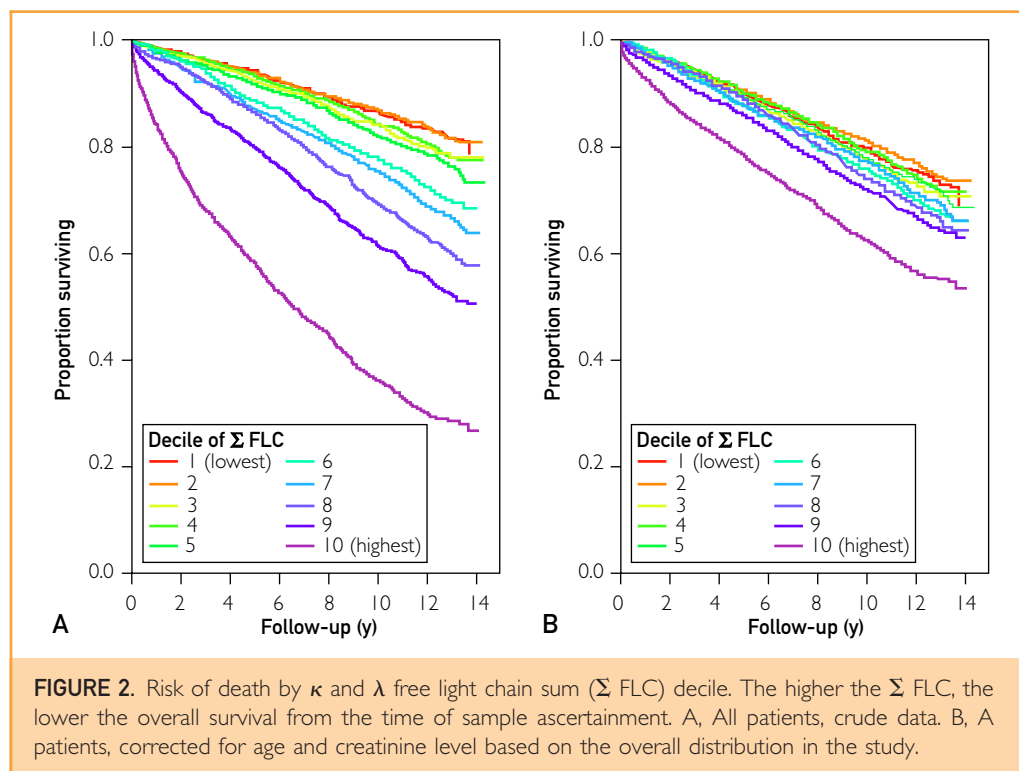 1.0
0.8
0.6
0.4
0.2
0.0
Proportion surviving
Decile of Σ FLC
1 (lowest)
2
3
4
5
6
7
8
9
10 (highest)
0 2 4 6 8 10 12 14
A
Follow-up (y)
1.0
0.8
0.6
0.4
0.2
0.0
Proportion surviving
Decile of Σ FLC
1 (lowest)
2
3
4
5
6
7
8
9
10 (highest)
0 2 4 6 8 10 12 14
B
Follow-up (y)
FIGURE 2. Risk of death by κ and λ free light chain sum (Σ FLC) decile. The higher the Σ FLC, the
lower the overall survival from the time of sample ascertainment. A, All patients, crude data. B, A
patients, corrected for age and creatinine level based on the overall distribution in the study.